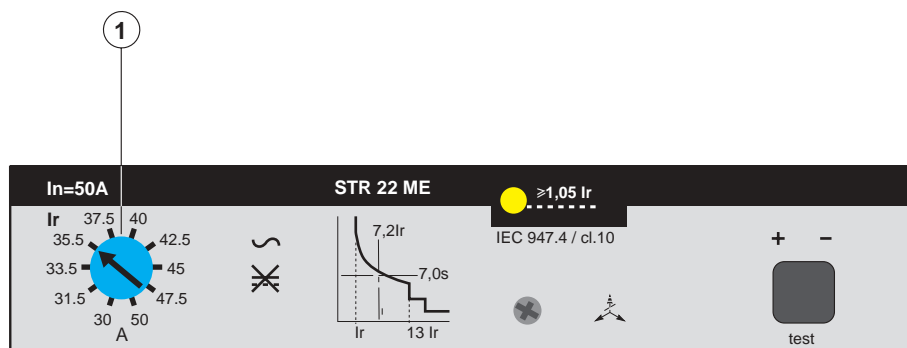 1
In=50A STR 22 ME ≥1,05 Ir
Ir 37.5 40
35.5 42.5
33.5 45
31.5 47.5
30 50
A
7,2Ir
7,0s
Ir 13 Ir
IEC 947.4 / cl.10
+ −
test